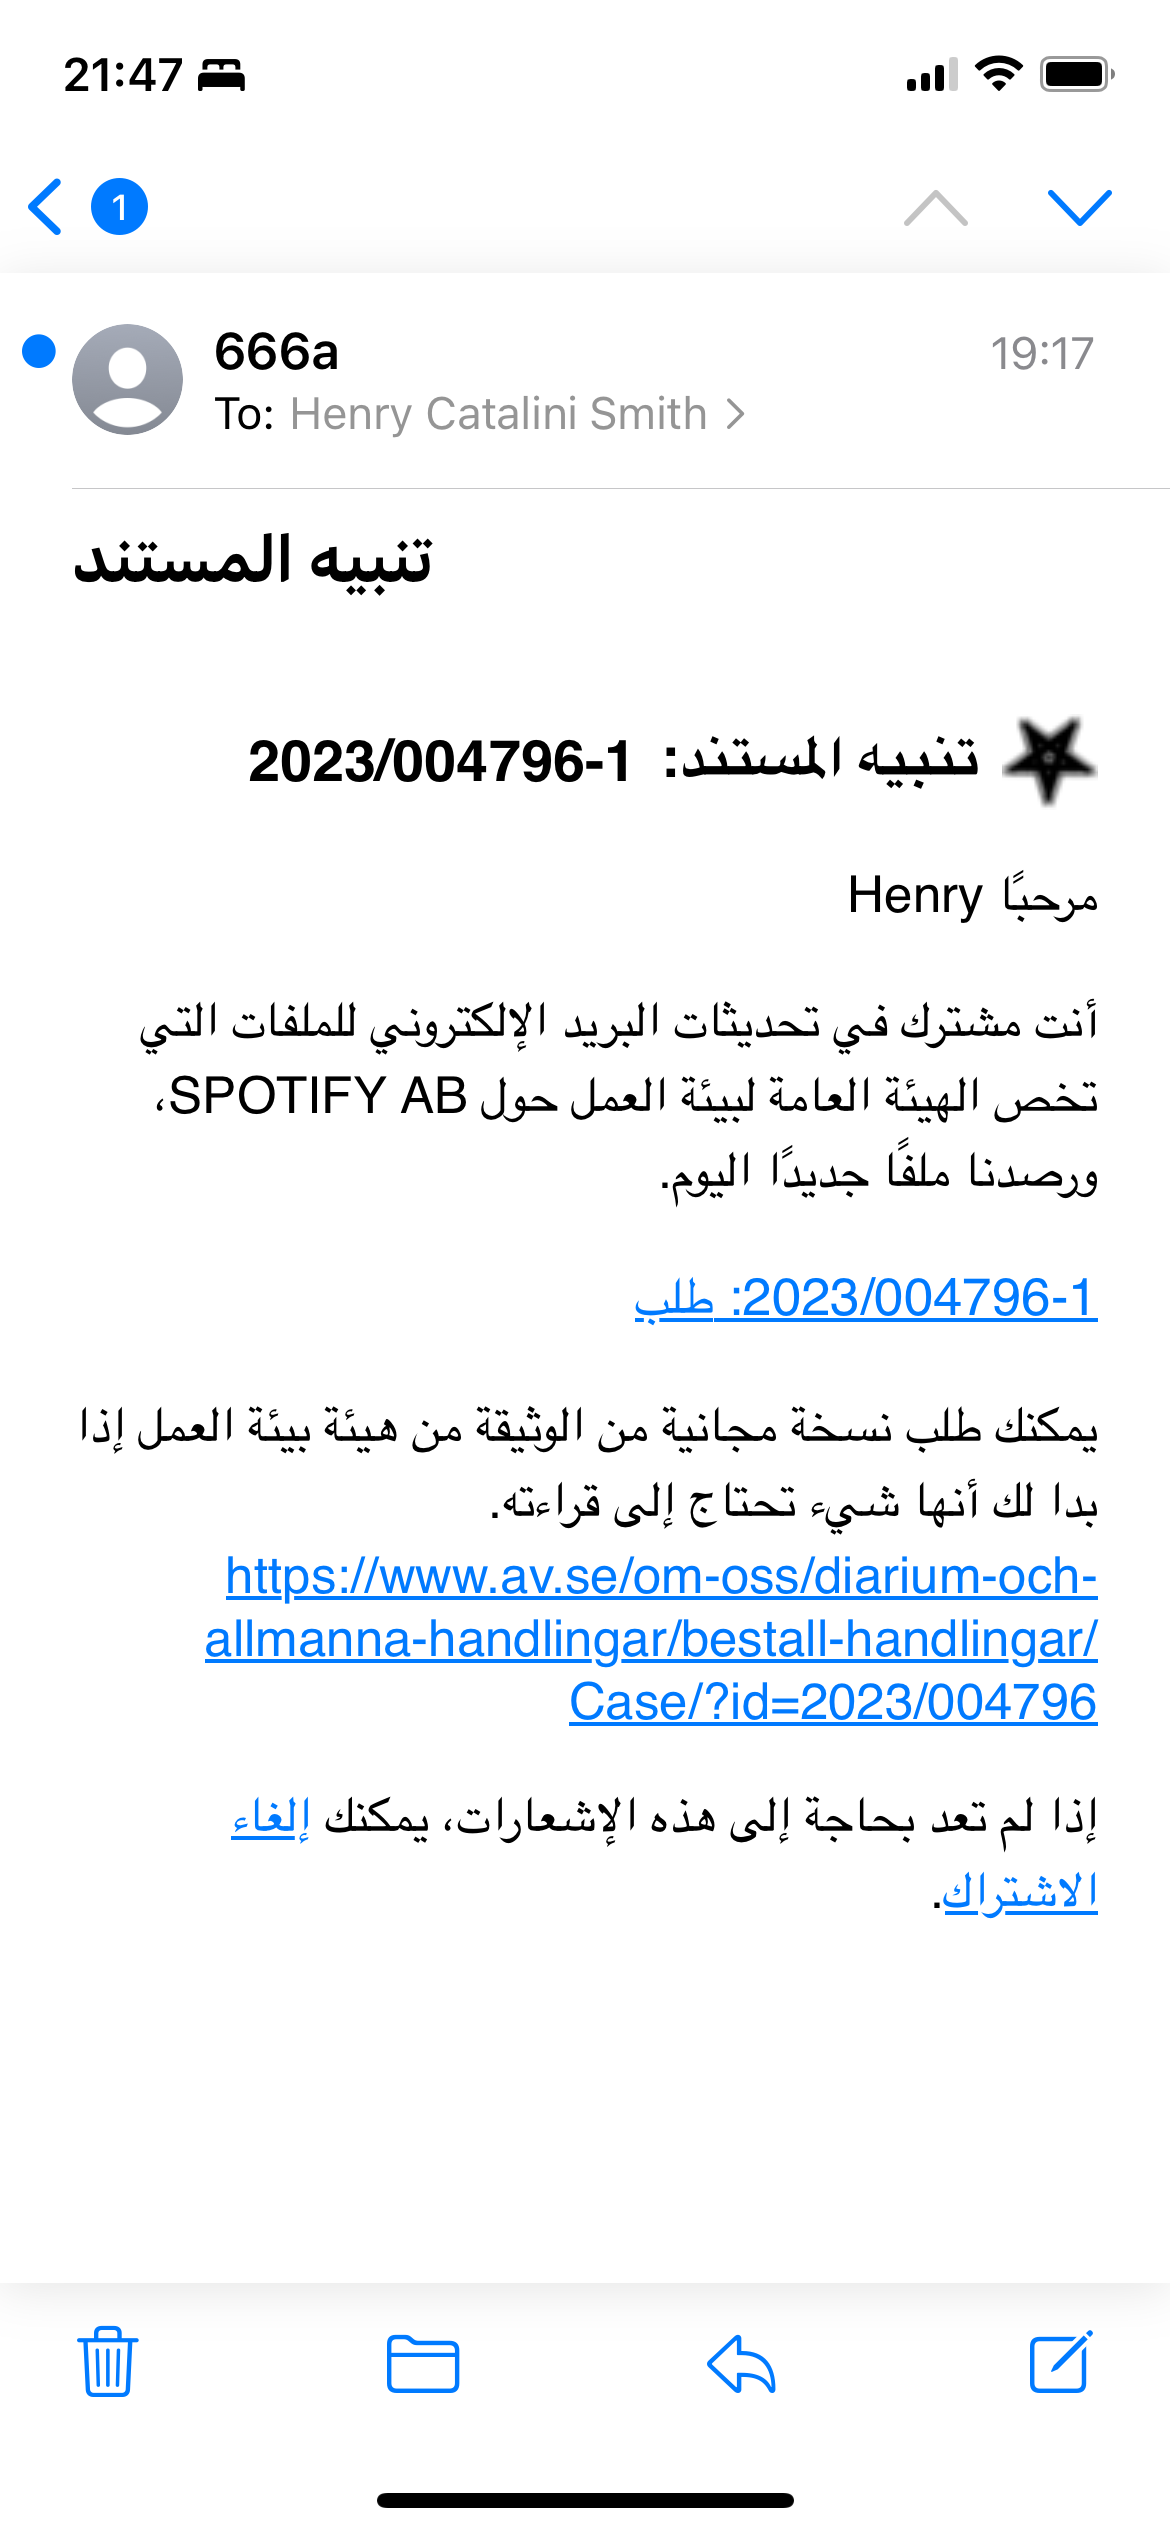 21:47
1
666a
19:17
To: Henry Catalini Smith
تنبيه المستند
تنبيه المستند: 2023/004796-1
مرحبًا Henry
أنت مشترك في تحديثات البريد الإلكتروني للملفات التي
تخص الهيئة العامة لبيئة العمل حول SPOTIFY AB،
ورصدنا ملفًا جديدًا اليوم.
2023/004796-1: طلب
يمكنك طلب نسخة مجانية من الوثيقة من هيئة بيئة العمل إذا
بدا لك أنها شيء تحتاج إلى قراءته.
https://www.av.se/om-oss/diarium-och-
allmanna-handlingar/bestall-handlingar/
Case/?id=2023/004796
إذا لم تعد بحاجة إلى هذه الإشعارات، يمكنك إلغاء
الاشتراك.